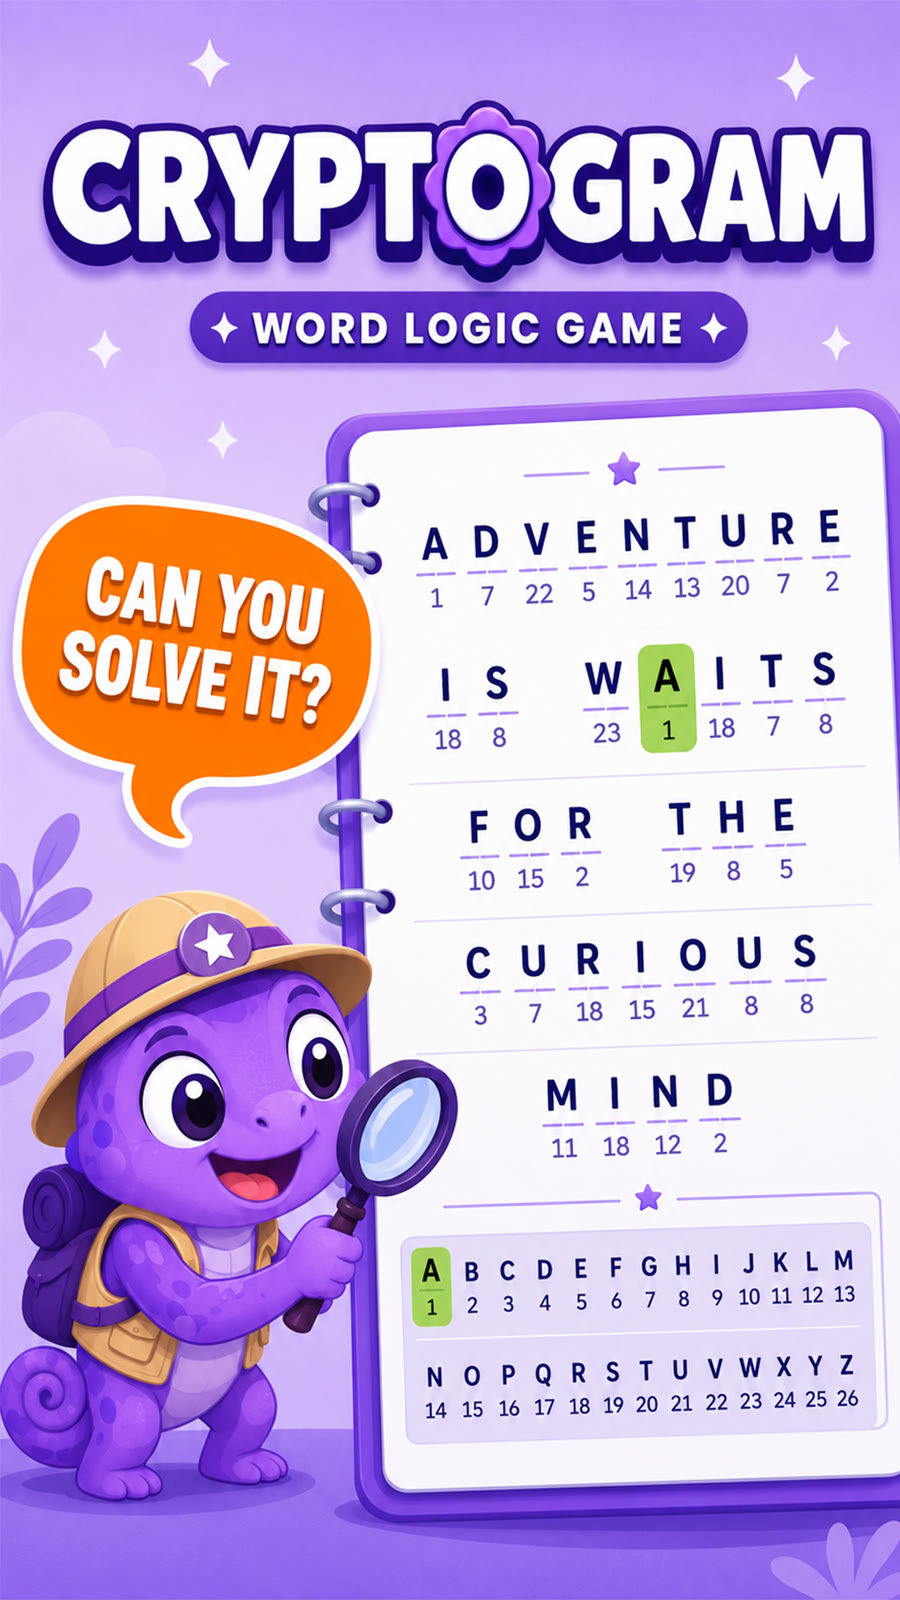 CRYPTOGRAM
WORD LOGIC GAME
CAN YOU
SOLVE IT?
A D V E N T U R E
1 7 22 5 14 13 20 7 2
I S W A I T S
18 8 23 1 18 7 8
F O R T H E
10 15 2 19 8 5
C U R I O U S
3 7 18 15 21 8 8
M I N D
11 18 12 2
A B C D E F G H I J K L M
1 2 3 4 5 6 7 8 9 10 11 12 13
N O P Q R S T U V W X Y Z
14 15 16 17 18 19 20 21 22 23 24 25 26